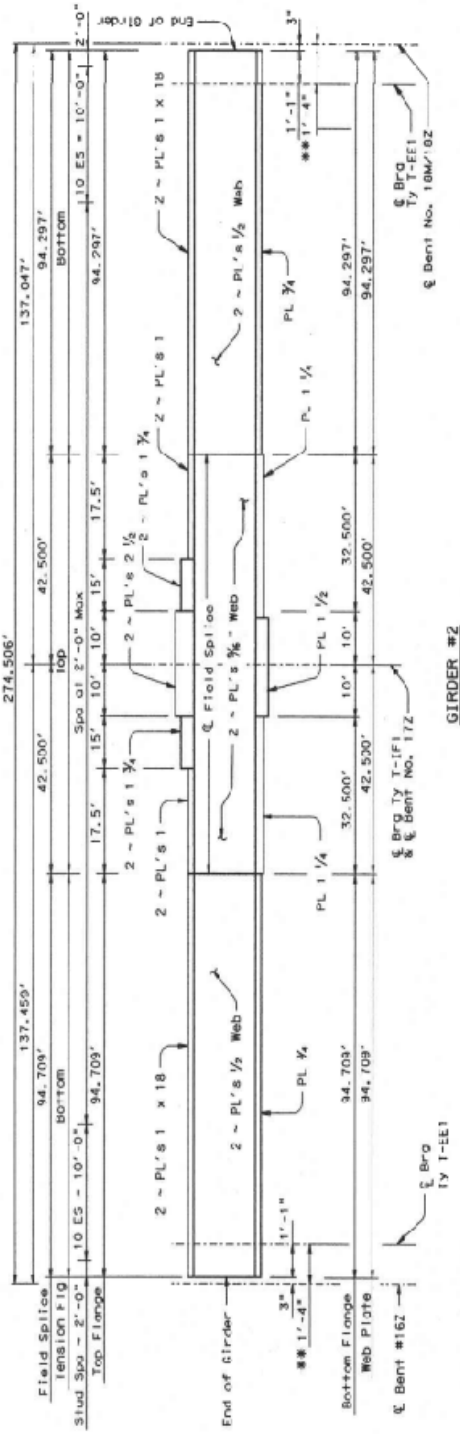 274.506'
137.459'
137.047'
Field Splice
94.709'
42.500'
42.500'
94.297'
Tension Flg
Bottom
Top
Bottom
Stud Spa - 2'-0"
10 ES - 10'-0"
Spa at 2'-0" Max
10 ES = 10'-0"
2'-0"
Top Flange
94.709'
17.5'
15'
10'
10'
15'
17.5'
94.297'
2 ~ PL's 1 x 18
2 ~ PL's 1
2 ~ PL's 1 3/4
2 ~ PL's 2 1/2
2 ~ PL's 1 3/4
2 ~ PL's 1
2 ~ PL's 1 x 18
End of Girder
End of Girder
2 ~ PL's 1/2 Web
℄ Field Splice
2 ~ PL's 9/16" Web
2 ~ PL's 1/2 Web
PL 3/4
PL 1 1/4
PL 1 1/2
PL 1 1/4
PL 3/4
3"
1'-1"
** 1'-4"
3"
1'-1"
** 1'-4"
Bottom Flange
94.709'
32.500'
10'
10'
32.500'
94.297'
Web Plate
94.709'
42.500'
42.500'
94.297'
℄ Bent #16Z
℄ Brg
Ty T-EE1
℄ Brg Ty T-IF1
& ℄ Bent No. 17Z
℄ Brg
Ty T-EE1
℄ Bent No. 18M/18Z
GIRDER #2